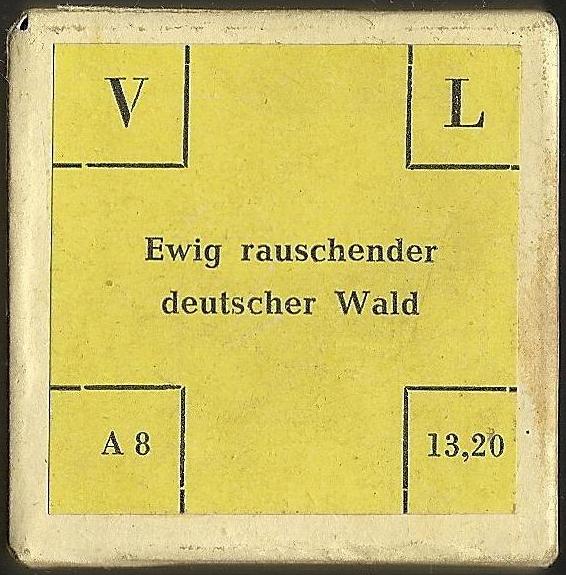 V L
Ewig rauschender
deutscher Wald
A 8 13,20